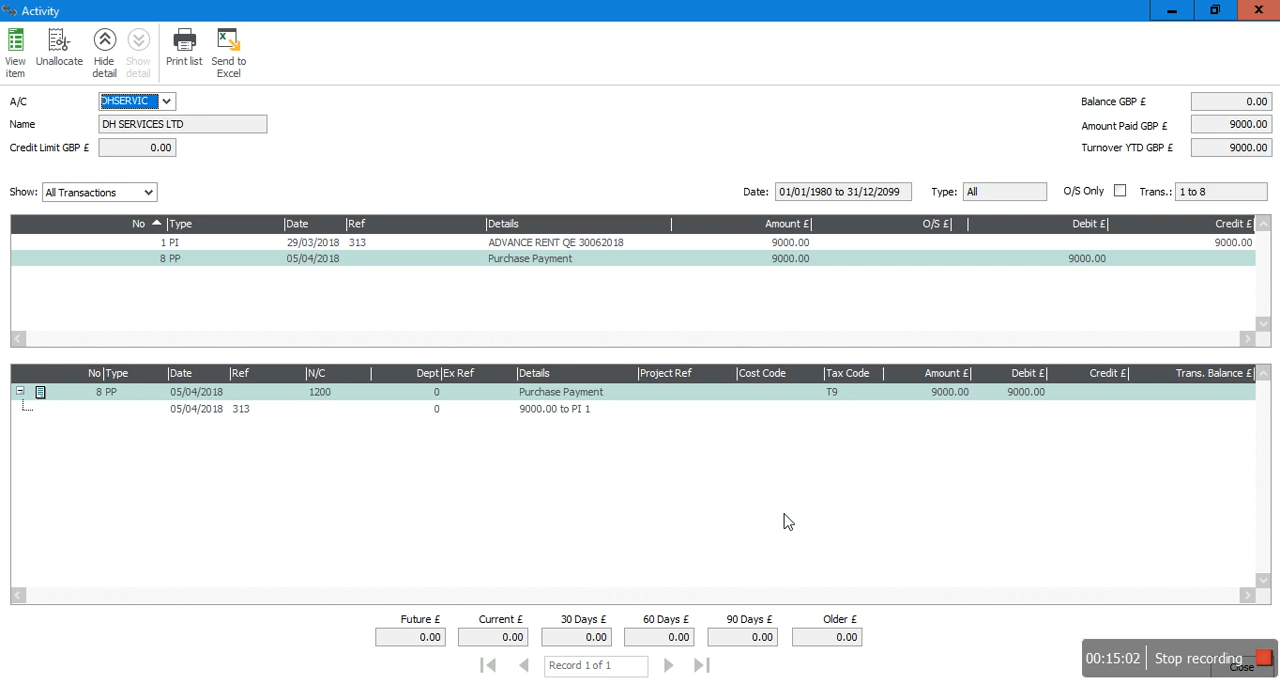 Activity
View item
Unallocate
Hide detail
Show detail
Print list
Send to Excel
A/C DHSERVIC
Name DH SERVICES LTD
Credit Limit GBP £ 0.00
Balance GBP £ 0.00
Amount Paid GBP £ 9000.00
Turnover YTD GBP £ 9000.00
Show: All Transactions Date: 01/01/1980 to 31/12/2099 Type: All O/S Only Trans.: 1 to 8
No Type Date Ref Details Amount £ O/S £ Debit £ Credit £
1 PI 29/03/2018 313 ADVANCE RENT QE 30062018 9000.00 9000.00
8 PP 05/04/2018 Purchase Payment 9000.00 9000.00
No Type Date Ref N/C Dept Ex Ref Details Project Ref Cost Code Tax Code Amount £ Debit £ Credit £ Trans. Balance £
8 PP 05/04/2018 1200 0 Purchase Payment T9 9000.00 9000.00
05/04/2018 313 0 9000.00 to PI 1
Future £ Current £ 30 Days £ 60 Days £ 90 Days £ Older £
0.00 0.00 0.00 0.00 0.00 0.00
Record 1 of 1
00:15:02 Stop recording
Close